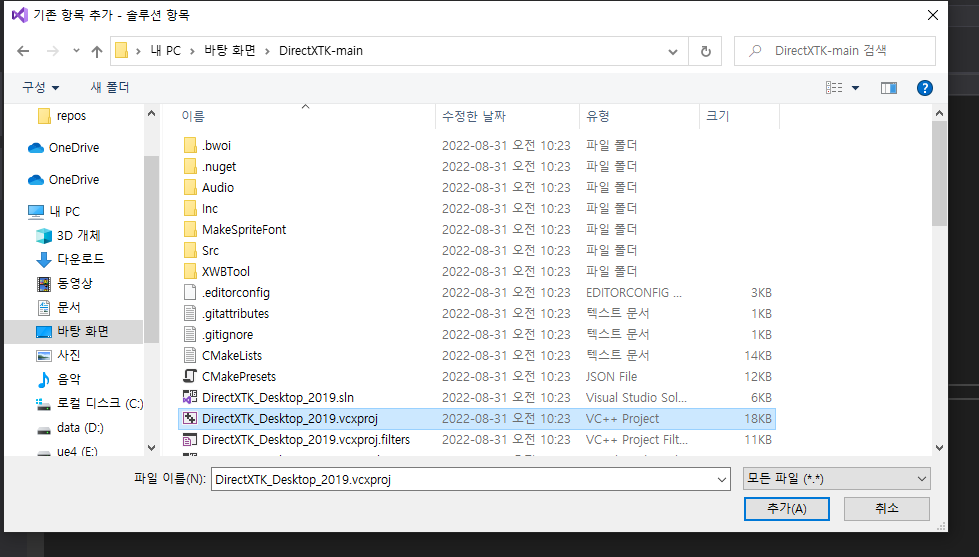 기존 항목 추가 - 솔루션 항목
내 PC > 바탕 화면 > DirectXTK-main
DirectXTK-main 검색
구성 새 폴더
repos
OneDrive
OneDrive
내 PC
3D 개체
다운로드
동영상
문서
바탕 화면
사진
음악
로컬 디스크 (C:)
data (D:)
ue4 (E:)
이름 수정한 날짜 유형 크기
.bwoi 2022-08-31 오전 10:23 파일 폴더
.nuget 2022-08-31 오전 10:23 파일 폴더
Audio 2022-08-31 오전 10:23 파일 폴더
Inc 2022-08-31 오전 10:23 파일 폴더
MakeSpriteFont 2022-08-31 오전 10:23 파일 폴더
Src 2022-08-31 오전 10:23 파일 폴더
XWBTool 2022-08-31 오전 10:23 파일 폴더
.editorconfig 2022-08-31 오전 10:23 EDITORCONFIG ... 3KB
.gitattributes 2022-08-31 오전 10:23 텍스트 문서 1KB
.gitignore 2022-08-31 오전 10:23 텍스트 문서 1KB
CMakeLists 2022-08-31 오전 10:23 텍스트 문서 14KB
CMakePresets 2022-08-31 오전 10:23 JSON File 12KB
DirectXTK_Desktop_2019.sln 2022-08-31 오전 10:23 Visual Studio Sol... 6KB
DirectXTK_Desktop_2019.vcxproj 2022-08-31 오전 10:23 VC++ Project 18KB
DirectXTK_Desktop_2019.vcxproj.filters 2022-08-31 오전 10:23 VC++ Project Filt... 11KB
파일 이름(N): DirectXTK_Desktop_2019.vcxproj 모든 파일 (*.*)
추가(A) 취소